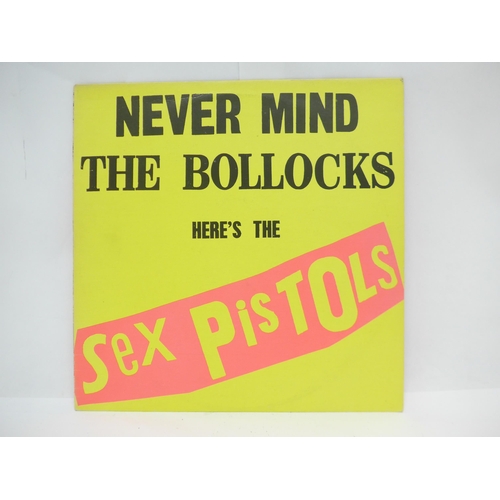 NEVER MIND
THE BOLLOCKS
HERE'S THE
Sex PisTOLs